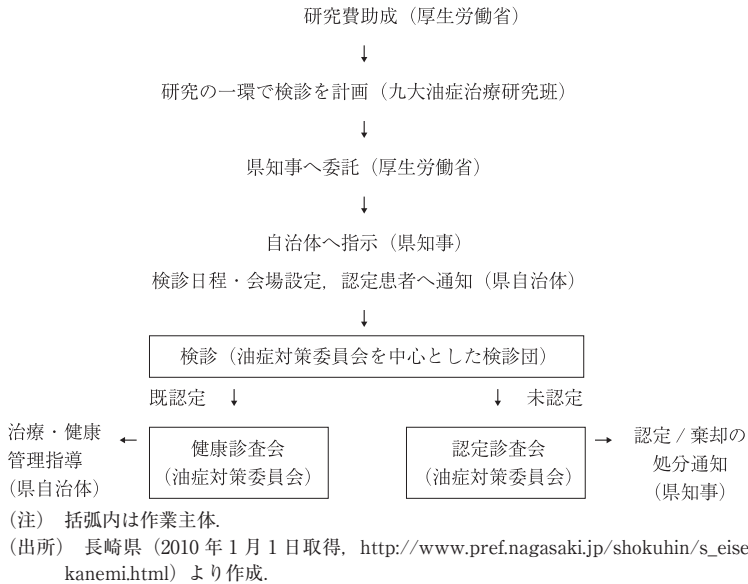 研究費助成(厚生労働省)
↓
研究の一環で検診を計画(九大油症治療研究班)
↓
県知事へ委託(厚生労働省)
↓
自治体へ指示(県知事)
検診日程・会場設定,認定患者へ通知(県自治体)
↓
検診(油症対策委員会を中心とした検診団)
既認定 ↓ ↓ 未認定
治療・健康
管理指導
(県自治体)
←
健康診査会
(油症対策委員会)
認定診査会
(油症対策委員会)
→
認定/棄却の
処分通知
(県知事)
(注) 括弧内は作業主体.
(出所) 長崎県(2010年1月1日取得,http://www.pref.nagasaki.jp/shokuhin/s_eise
kanemi.html)より作成.